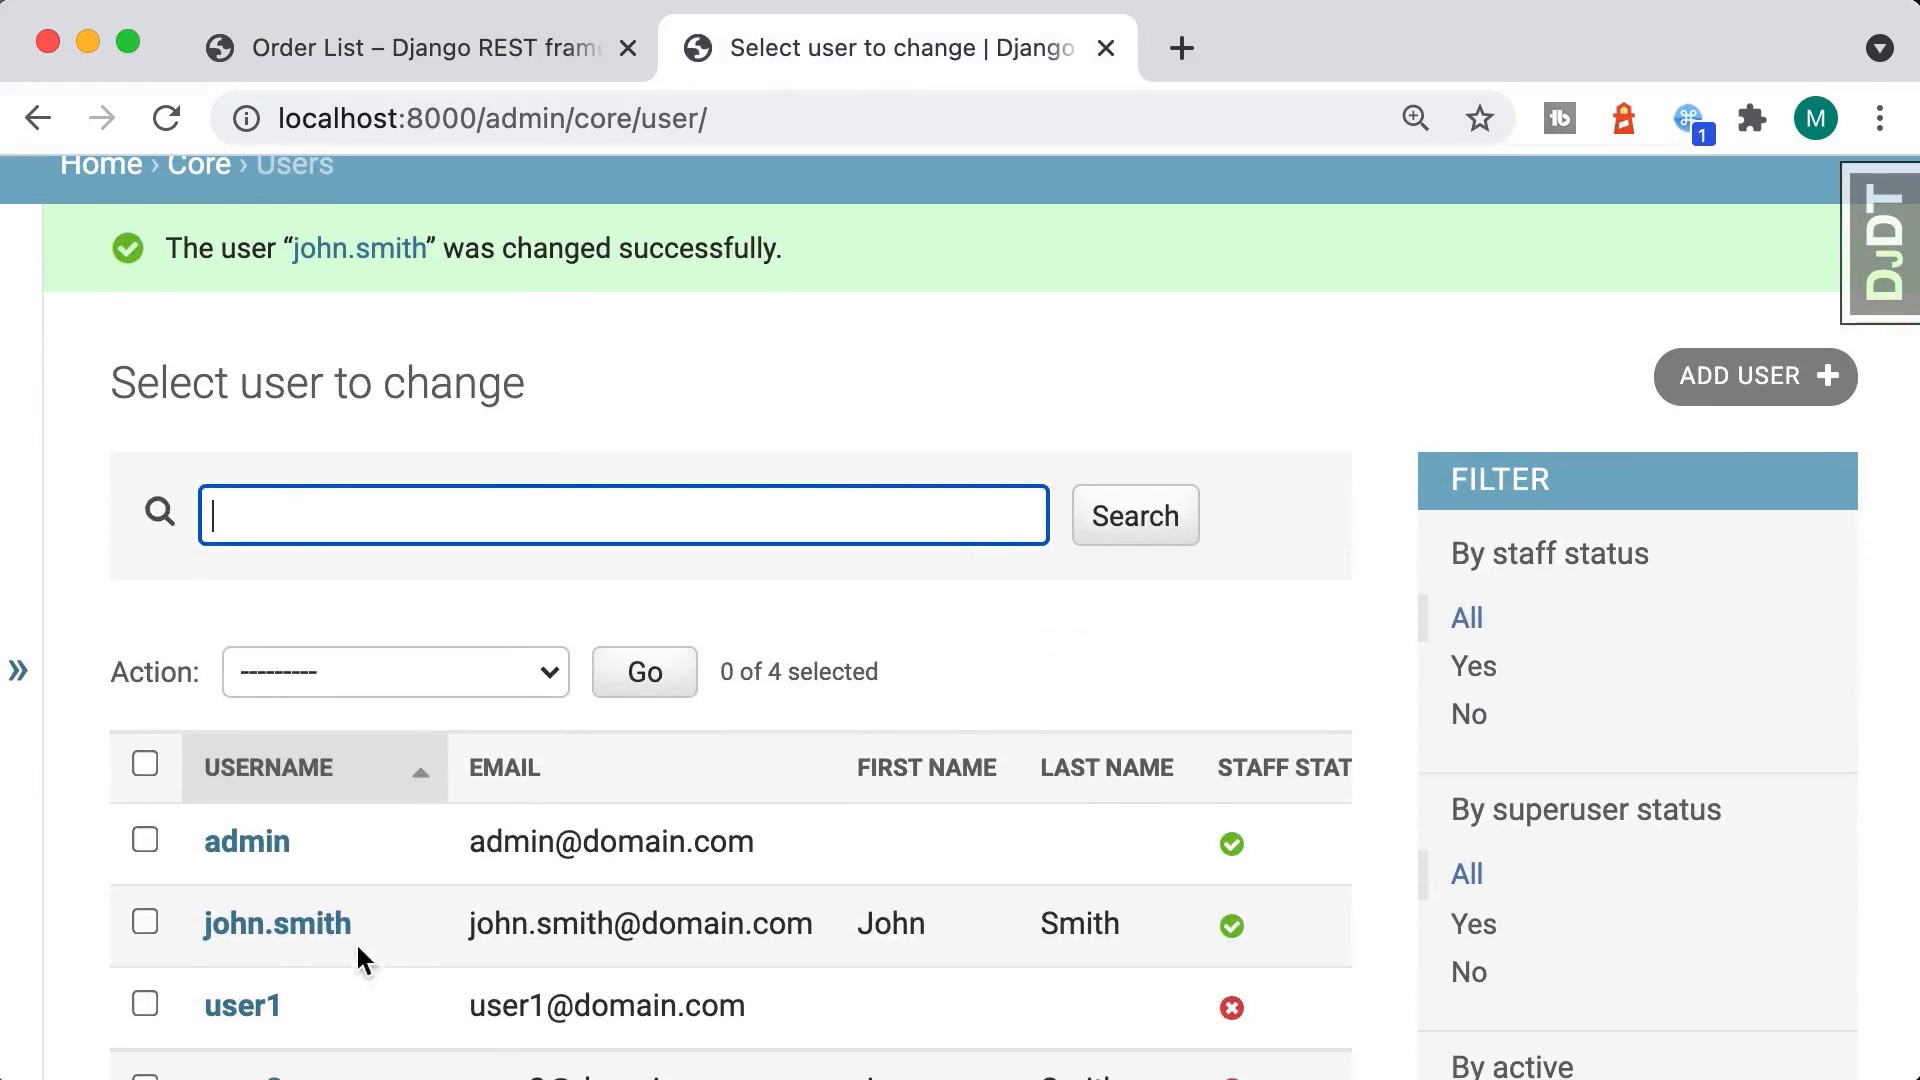 Order List – Django REST frame
Select user to change | Django
localhost:8000/admin/core/user/
M
1
Home › Core › Users
The user “john.smith” was changed successfully.
DJDT
Select user to change
ADD USER +
Search
FILTER
By staff status
All
Yes
No
Action: --------- Go 0 of 4 selected
USERNAME EMAIL FIRST NAME LAST NAME STAFF STAT
admin admin@domain.com
john.smith john.smith@domain.com John Smith
user1 user1@domain.com
By superuser status
All
Yes
No
By active